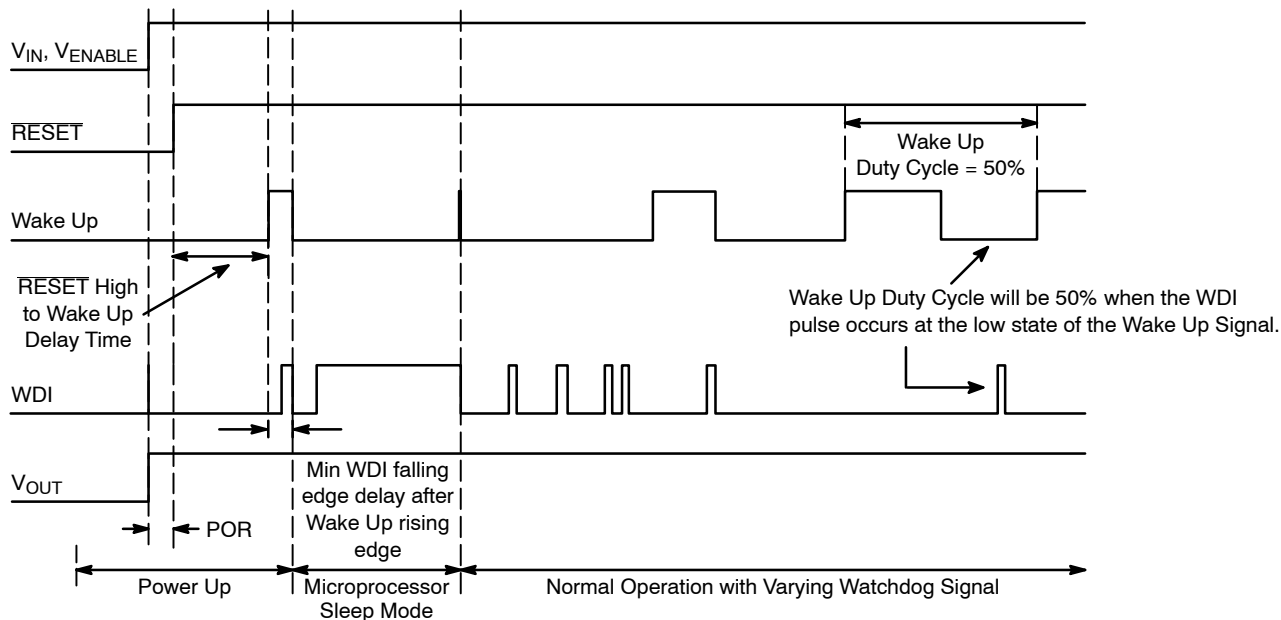 VIN, VENABLE
RESET
Wake Up
Duty Cycle = 50%
Wake Up
RESET High
to Wake Up
Delay Time
Wake Up Duty Cycle will be 50% when the WDI
pulse occurs at the low state of the Wake Up Signal.
WDI
VOUT
Min WDI falling
edge delay after
Wake Up rising
edge
POR
Power Up
Microprocessor
Sleep Mode
Normal Operation with Varying Watchdog Signal